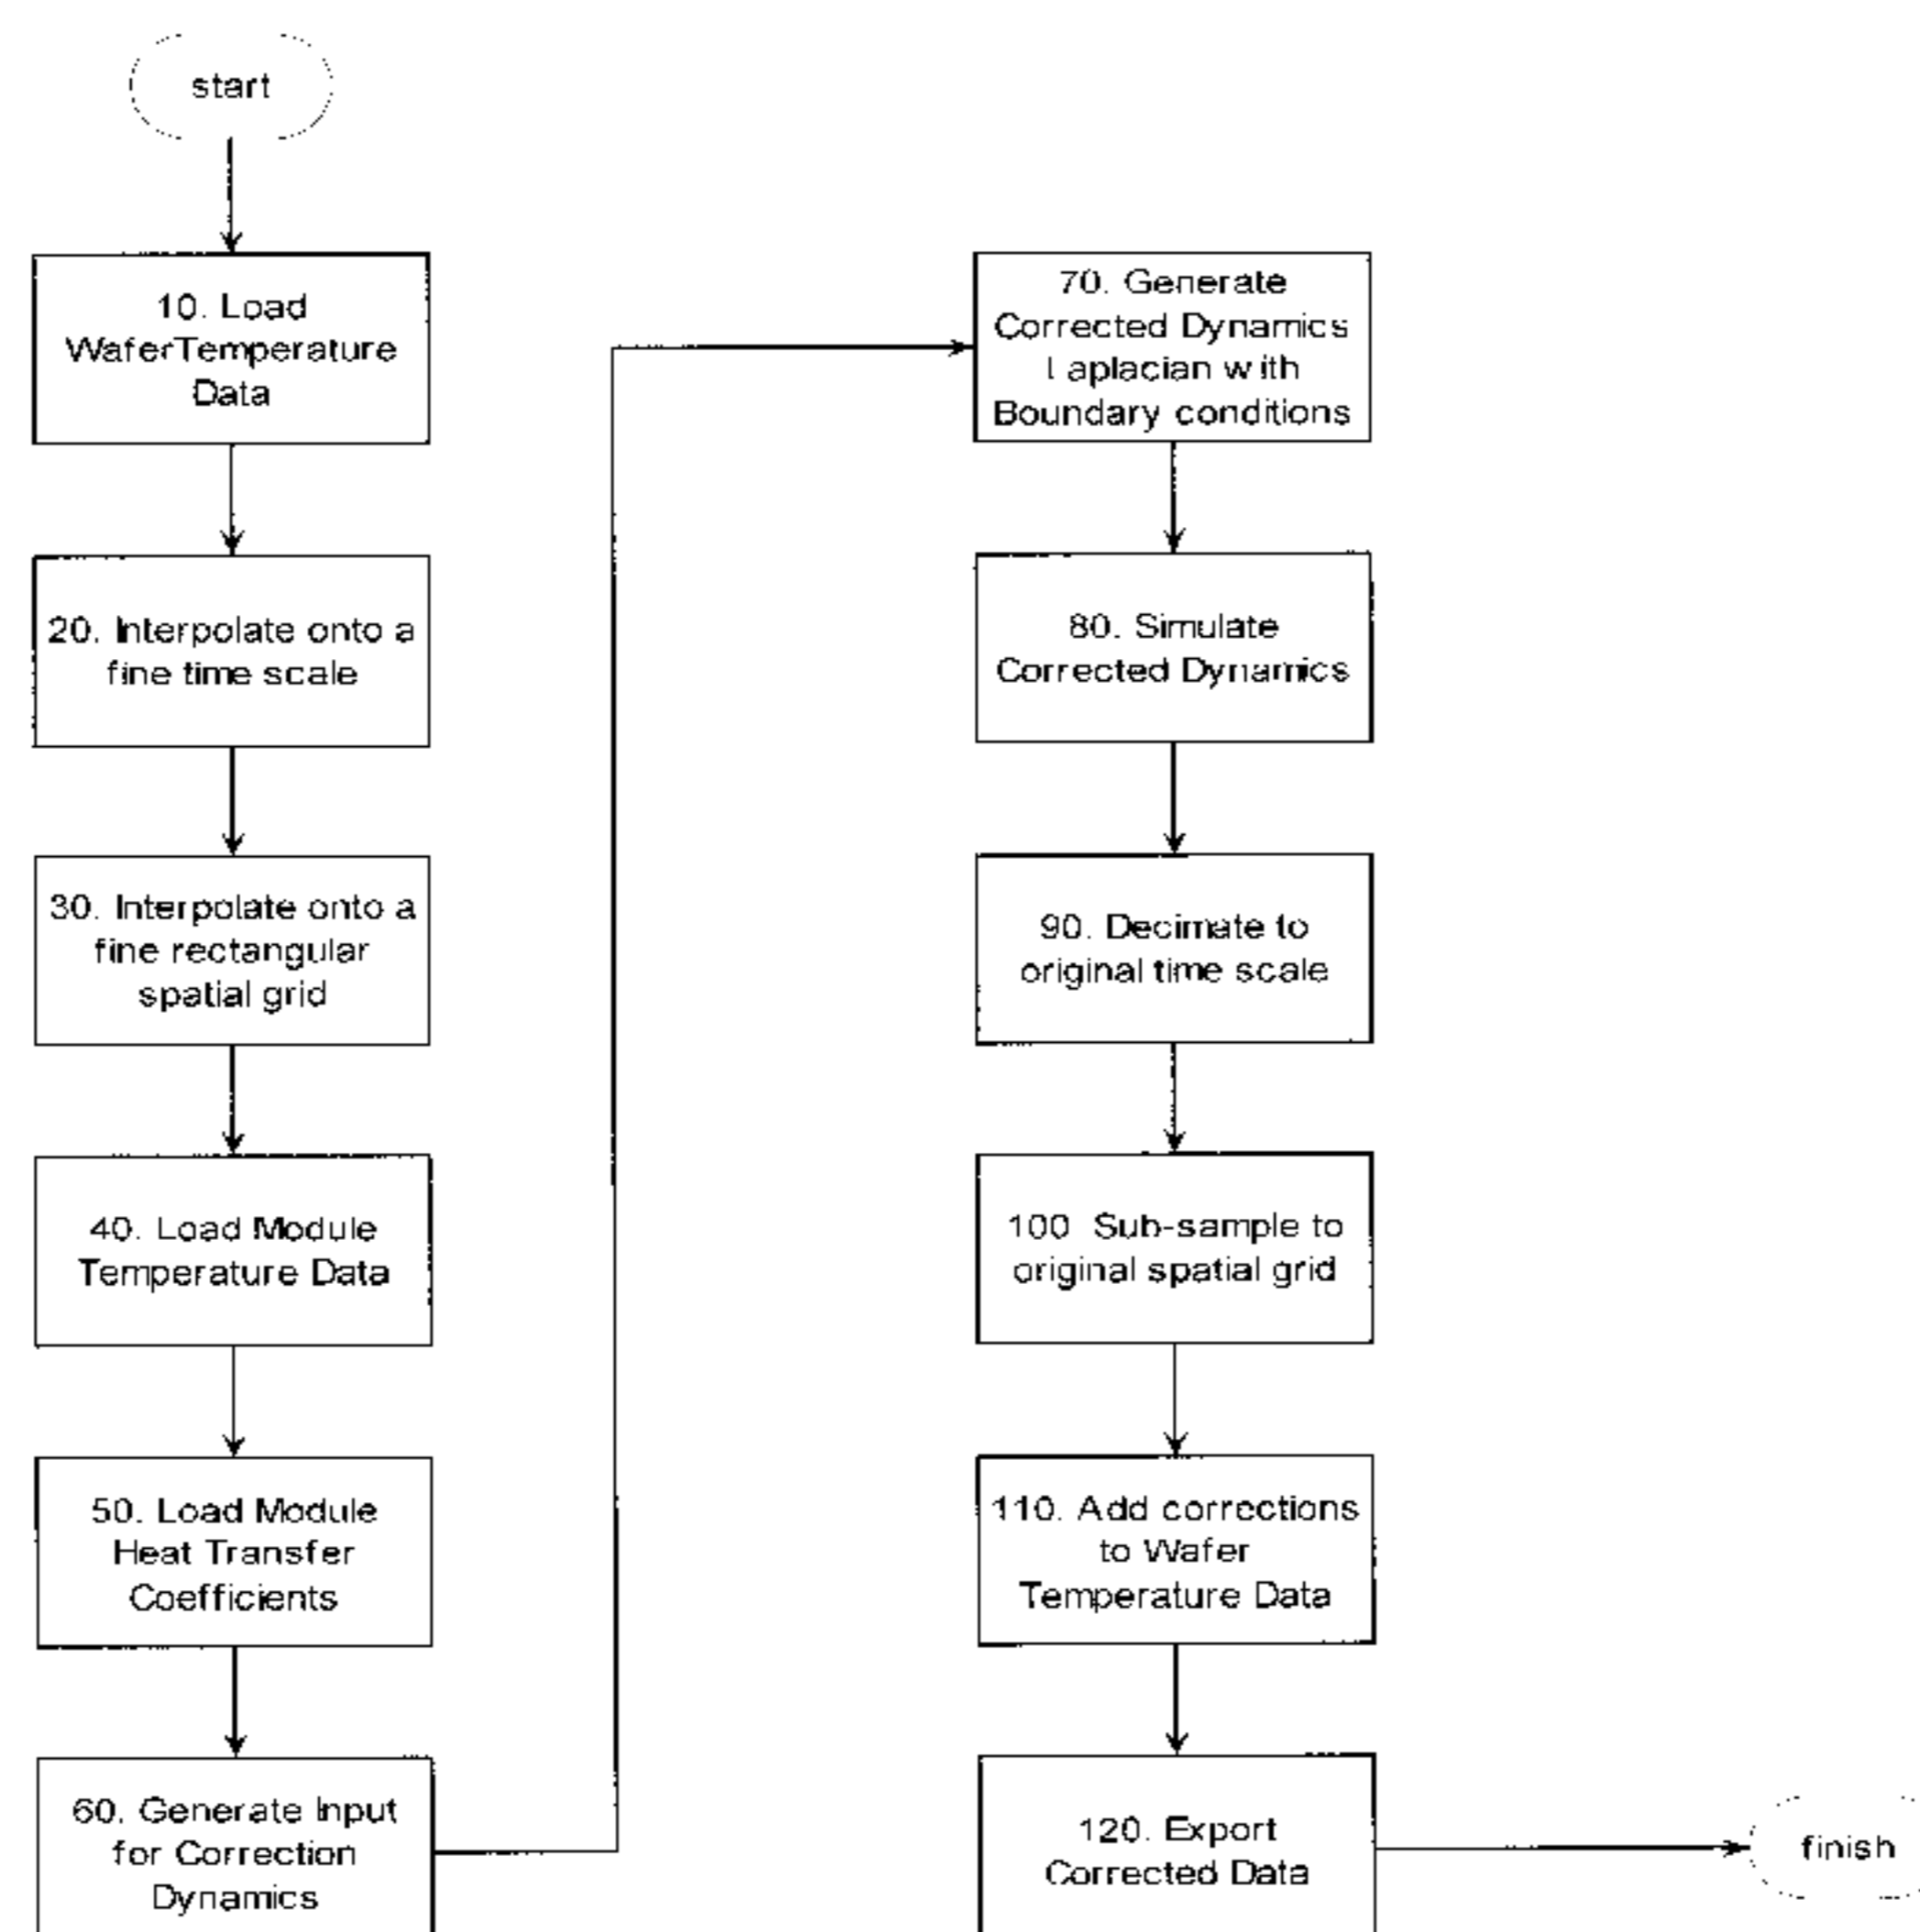 start
10. Load
WaferTemperature
Data
20. Interpolate onto a
fine time scale
30. Interpolate onto a
fine rectangular
spatial grid
40. Load Module
Temperature Data
50. Load Module
Heat Transfer
Coefficients
60. Generate Input
for Correction
Dynamics
70. Generate
Corrected Dynamics
Laplacian with
Boundary conditions
80. Simulate
Corrected Dynamics
90. Decimate to
original time scale
100 Sub-sample to
original spatial grid
110. Add corrections
to Wafer
Temperature Data
120. Export
Corrected Data
finish